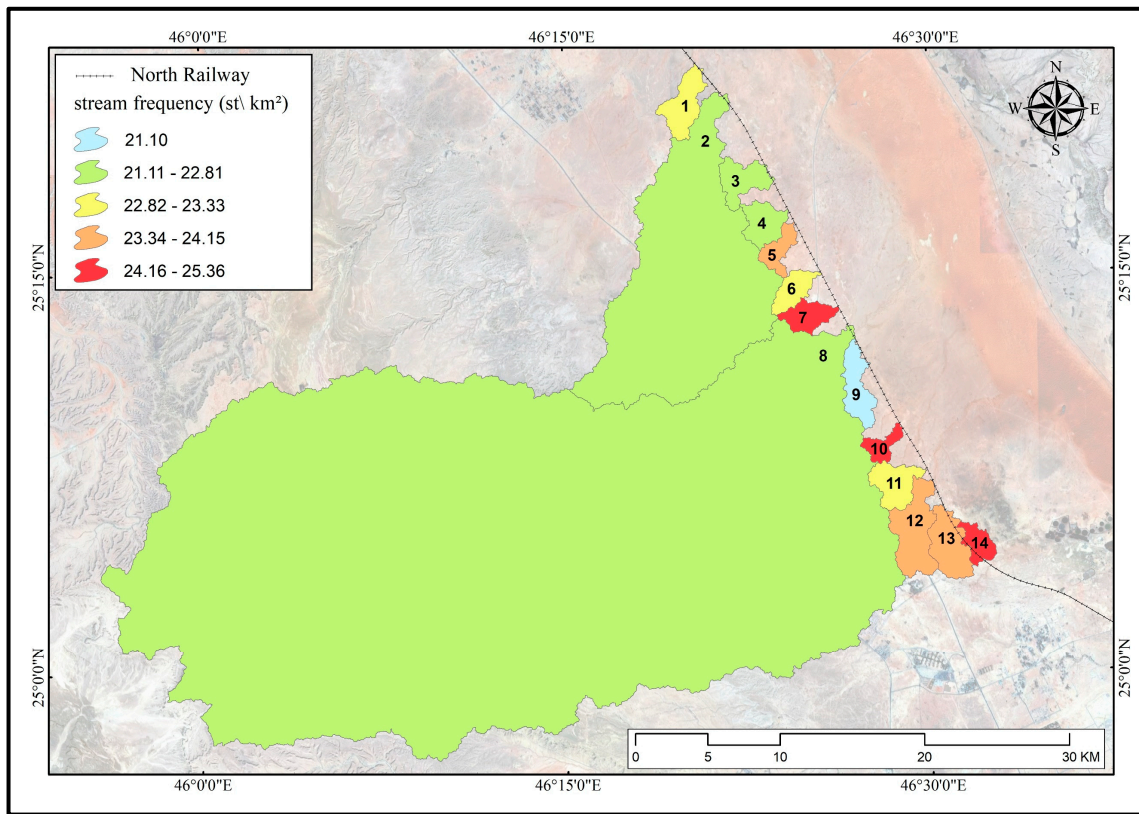 46°0'0"E 46°15'0"E 46°30'0"E
North Railway
stream frequency (st\ km²)
21.10
21.11 - 22.81
22.82 - 23.33
23.34 - 24.15
24.16 - 25.36
N
W E
S
1
2
3
4
5
6
7
8
9
10
11
12
13
14
25°15'0"N 25°15'0"N
25°0'0"N 25°0'0"N
0 5 10 20 30 KM
46°0'0"E 46°15'0"E 46°30'0"E